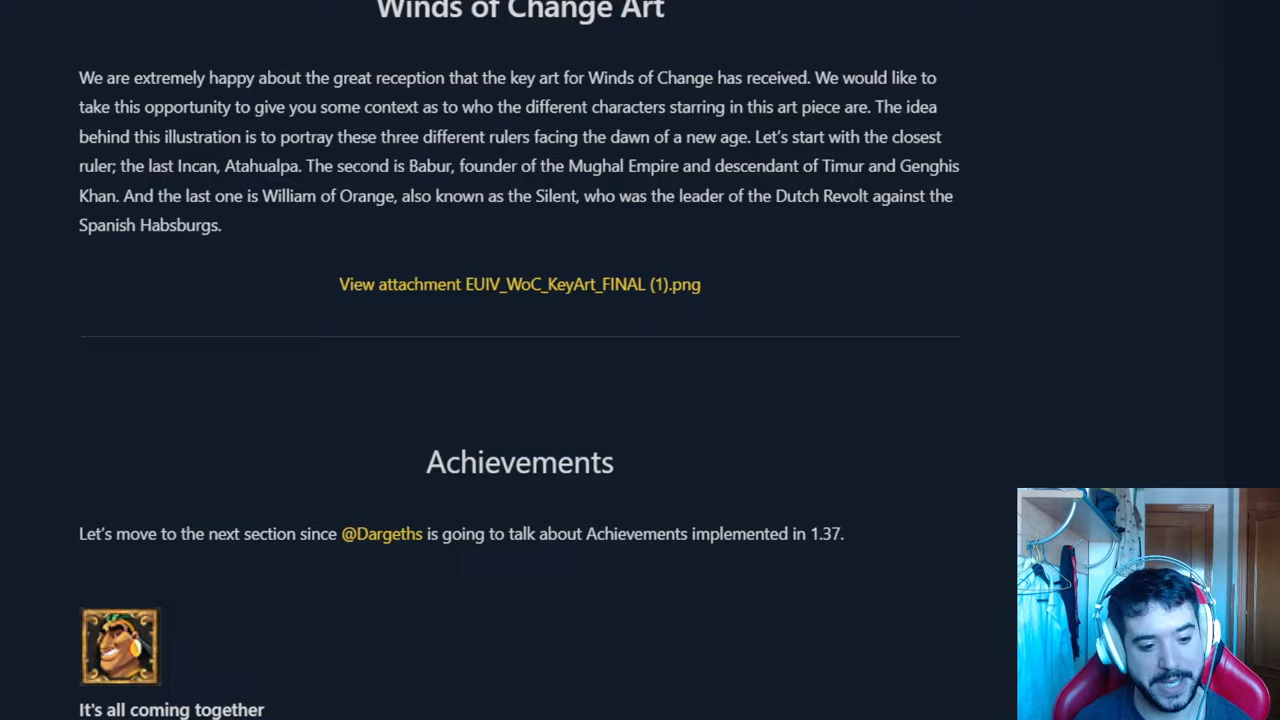 Winds of Change Art
We are extremely happy about the great reception that the key art for Winds of Change has received. We would like to
take this opportunity to give you some context as to who the different characters starring in this art piece are. The idea
behind this illustration is to portray these three different rulers facing the dawn of a new age. Let's start with the closest
ruler; the last Incan, Atahualpa. The second is Babur, founder of the Mughal Empire and descendant of Timur and Genghis
Khan. And the last one is William of Orange, also known as the Silent, who was the leader of the Dutch Revolt against the
Spanish Habsburgs.
View attachment EUIV_WoC_KeyArt_FINAL (1).png
Achievements
Let's move to the next section since @Dargeths is going to talk about Achievements implemented in 1.37.
It's all coming together